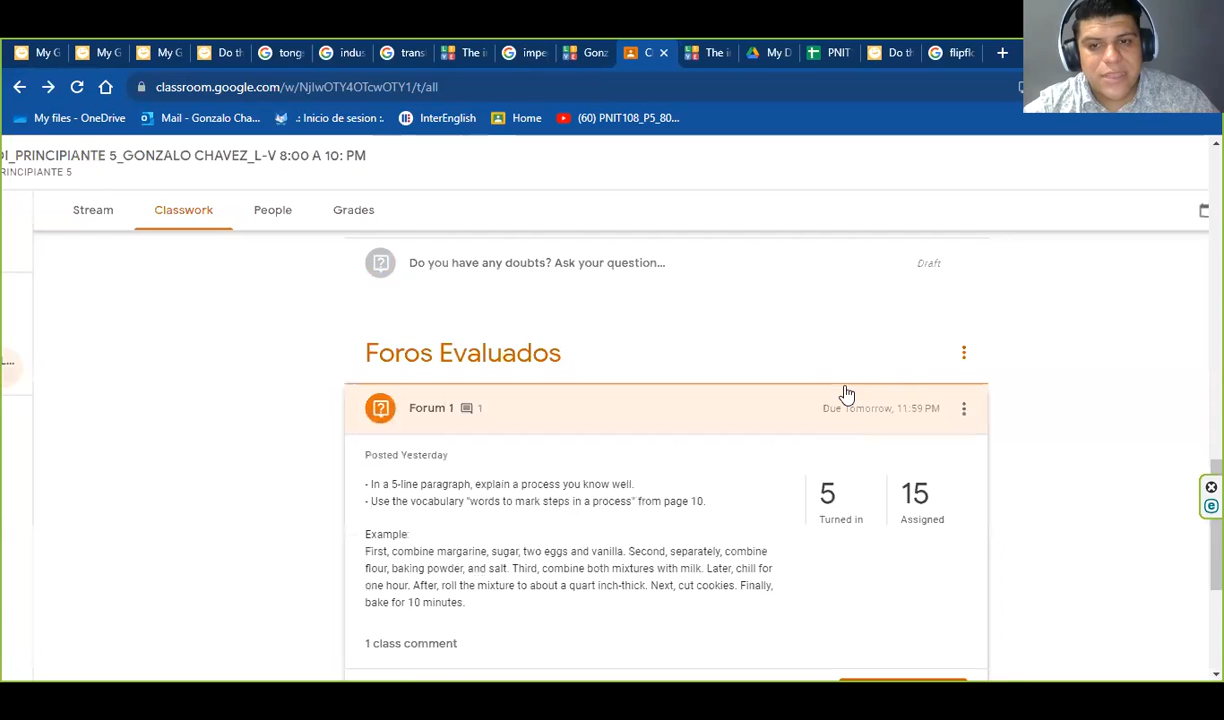 My G
My G
My G
Do th
tong
indus
trans
The i
impe
Gonz
C
The i
My D
PNIT
Do th
flipflo
classroom.google.com/w/NjIwOTY4OTcwOTY1/t/all
My files - OneDrive
Mail - Gonzalo Cha...
.: Inicio de sesion :.
InterEnglish
Home
(60) PNIT108_P5_80...
DI_PRINCIPIANTE 5_GONZALO CHAVEZ_L-V 8:00 A 10: PM
RINCIPIANTE 5
Stream
Classwork
People
Grades
Do you have any doubts? Ask your question...
Draft
L...
Foros Evaluados
Forum 1
1
Due Tomorrow, 11:59 PM
Posted Yesterday
- In a 5-line paragraph, explain a process you know well.
- Use the vocabulary "words to mark steps in a process" from page 10.
5
Turned in
15
Assigned
Example:
First, combine margarine, sugar, two eggs and vanilla. Second, separately, combine
flour, baking powder, and salt. Third, combine both mixtures with milk. Later, chill for
one hour. After, roll the mixture to about a quart inch-thick. Next, cut cookies. Finally,
bake for 10 minutes.
1 class comment